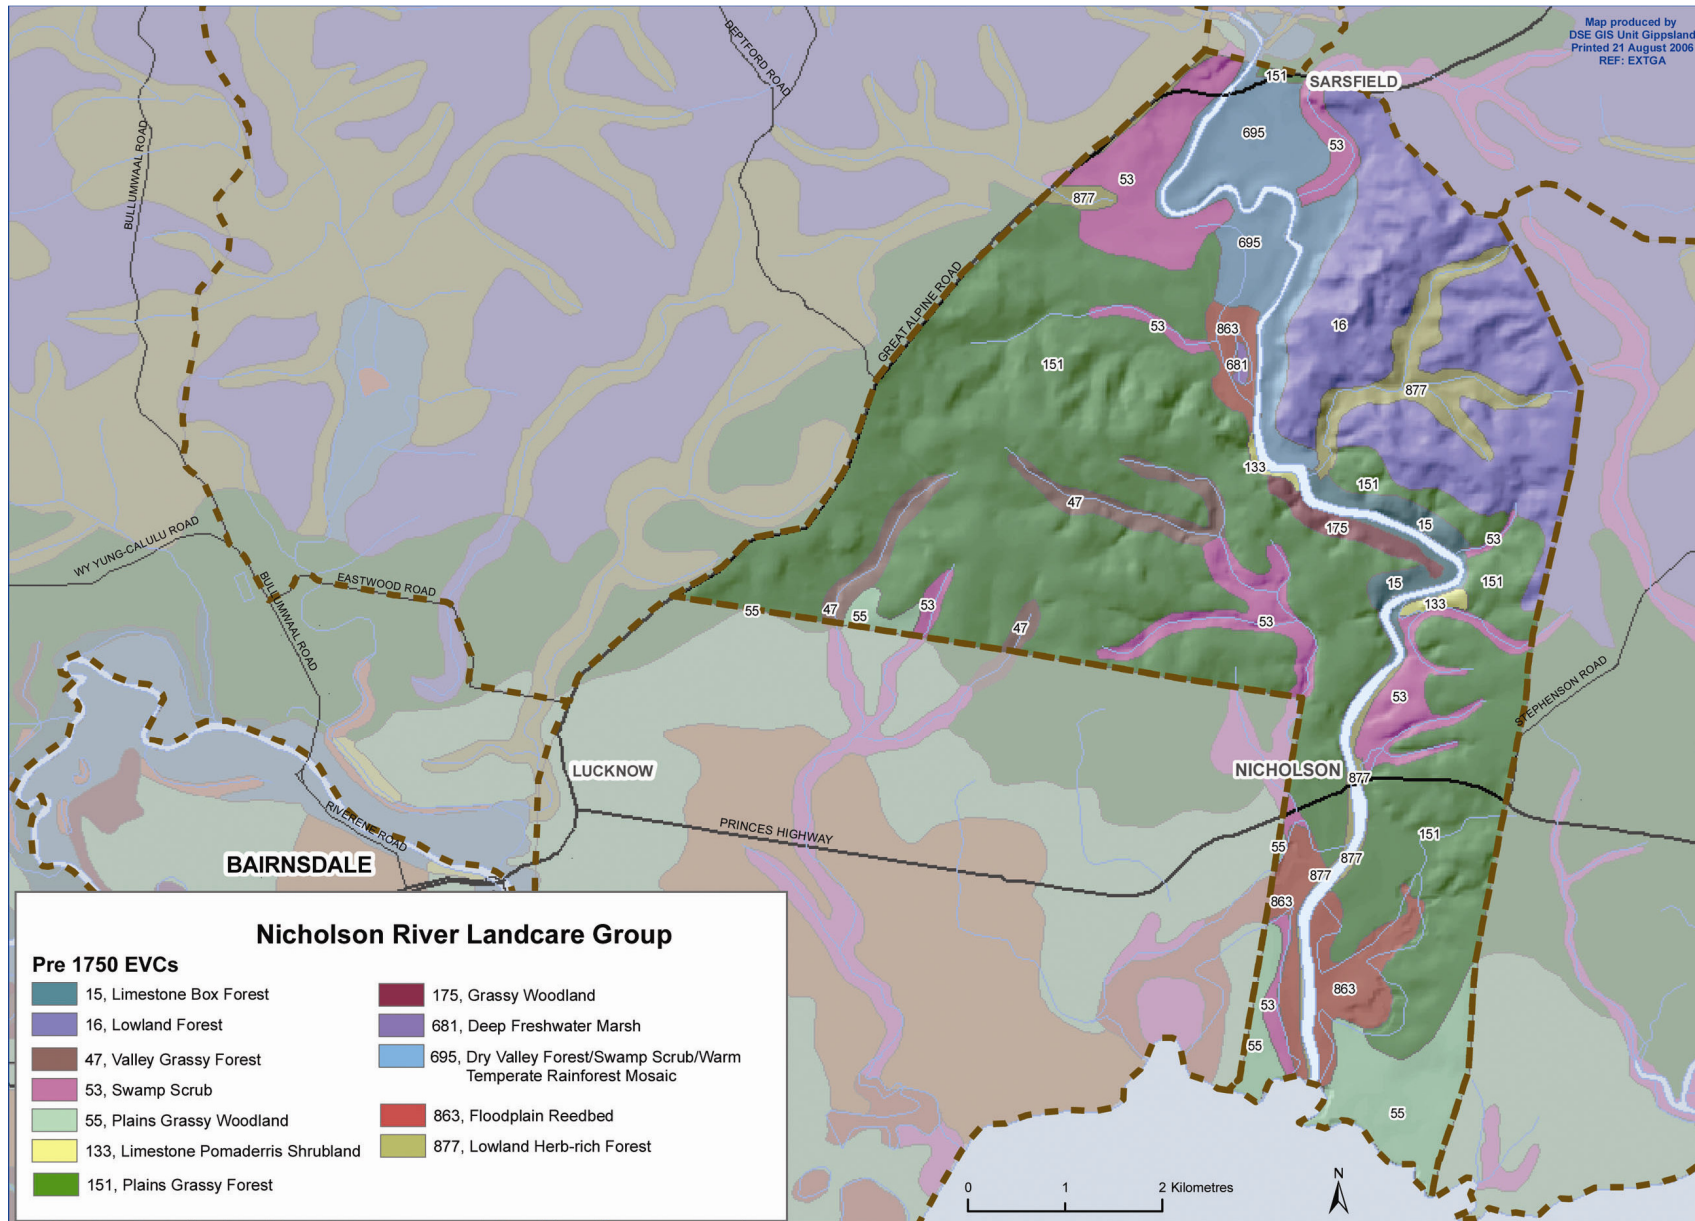 Map produced by
DSE GIS Unit Gippsland
Printed 21 August 2006
REF: EXTGA
DEPTFORD ROAD
151
SARSFIELD
695
BULLUMWAAL ROAD
53
53
877
695
GREAT ALPINE ROAD
16
53
863
151
681
877
133
151
47
175
15
WY YUNG-CALULU ROAD
53
BULLUMWAAL ROAD
EASTWOOD ROAD
15
151
55
47
55
53
133
47
53
STEPHENSON ROAD
53
LUCKNOW
NICHOLSON
877
RIVERENE ROAD
PRINCES HIGHWAY
151
BAIRNSDALE
55
877
877
863
863
53
55
55
Nicholson River Landcare Group
Pre 1750 EVCs
15, Limestone Box Forest
16, Lowland Forest
47, Valley Grassy Forest
53, Swamp Scrub
55, Plains Grassy Woodland
133, Limestone Pomaderris Shrubland
151, Plains Grassy Forest
175, Grassy Woodland
681, Deep Freshwater Marsh
695, Dry Valley Forest/Swamp Scrub/Warm
Temperate Rainforest Mosaic
863, Floodplain Reedbed
877, Lowland Herb-rich Forest
0 1 2 Kilometres
N